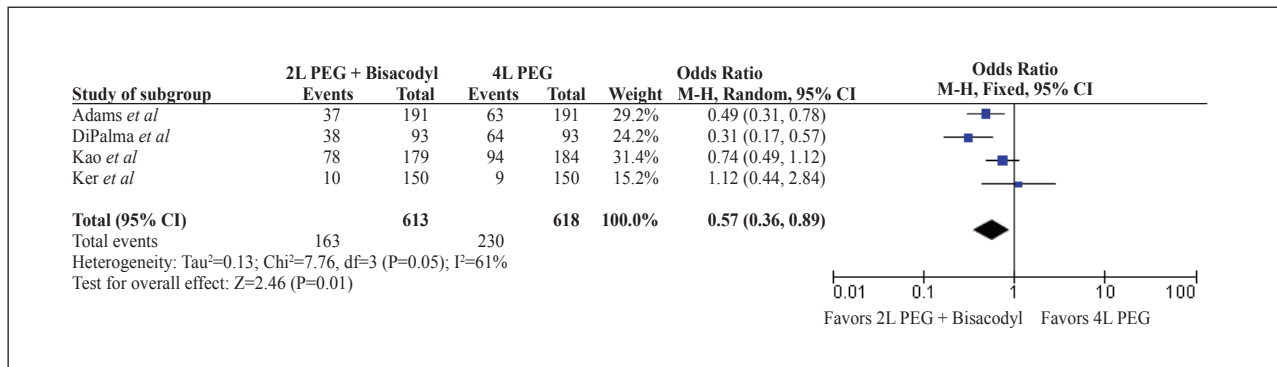 2L PEG + Bisacodyl 4L PEG Odds Ratio Odds Ratio
Study of subgroup Events Total Events Total Weight M-H, Random, 95% CI M-H, Fixed, 95% CI
Adams et al 37 191 63 191 29.2% 0.49 (0.31, 0.78)
DiPalma et al 38 93 64 93 24.2% 0.31 (0.17, 0.57)
Kao et al 78 179 94 184 31.4% 0.74 (0.49, 1.12)
Ker et al 10 150 9 150 15.2% 1.12 (0.44, 2.84)
Total (95% CI) 613 618 100.0% 0.57 (0.36, 0.89)
Total events 163 230
Heterogeneity: Tau²=0.13; Chi²=7.76, df=3 (P=0.05); I²=61%
Test for overall effect: Z=2.46 (P=0.01)
0.01 0.1 1 10 100
Favors 2L PEG + Bisacodyl Favors 4L PEG